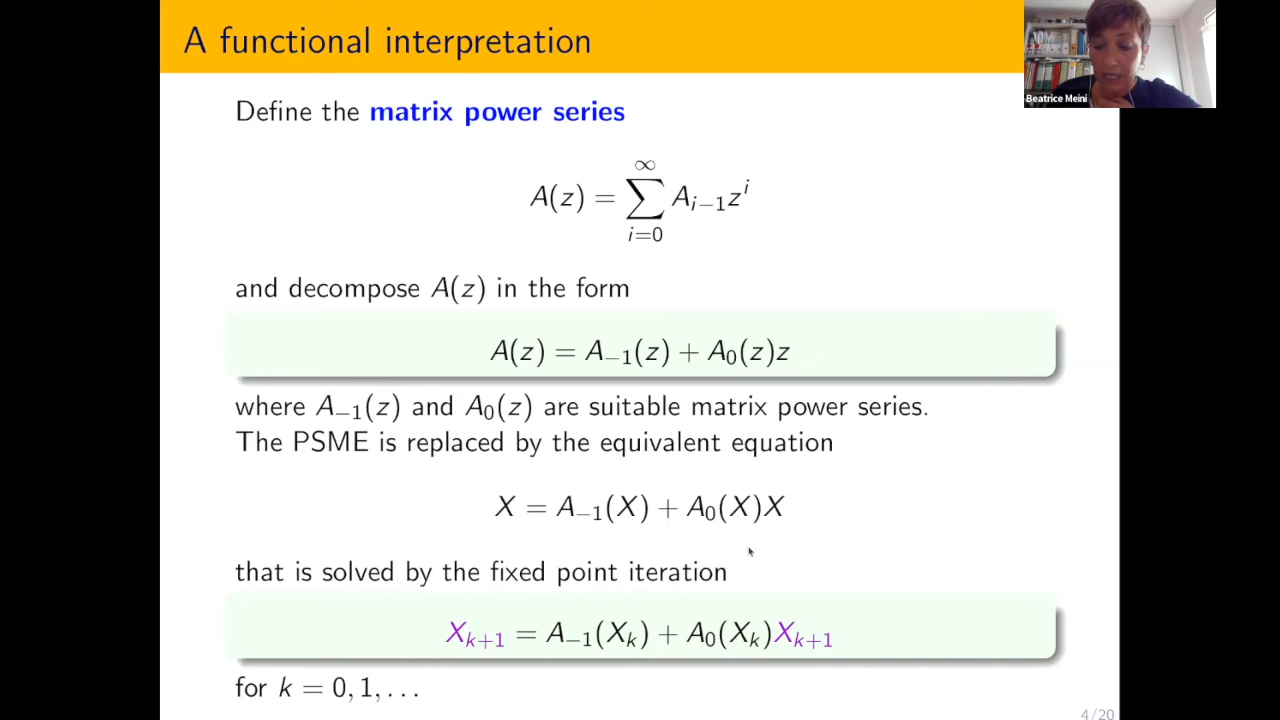 A functional interpretation
Beatrice Meini
Define the matrix power series
A(z) = ∑_{i=0}^{∞} A_{i−1}z^i
and decompose A(z) in the form
A(z) = A_{−1}(z) + A_0(z)z
where A_{−1}(z) and A_0(z) are suitable matrix power series.
The PSME is replaced by the equivalent equation
X = A_{−1}(X) + A_0(X)X
that is solved by the fixed point iteration
X_{k+1} = A_{−1}(X_k) + A_0(X_k)X_{k+1}
for k = 0, 1, . . .
4/20